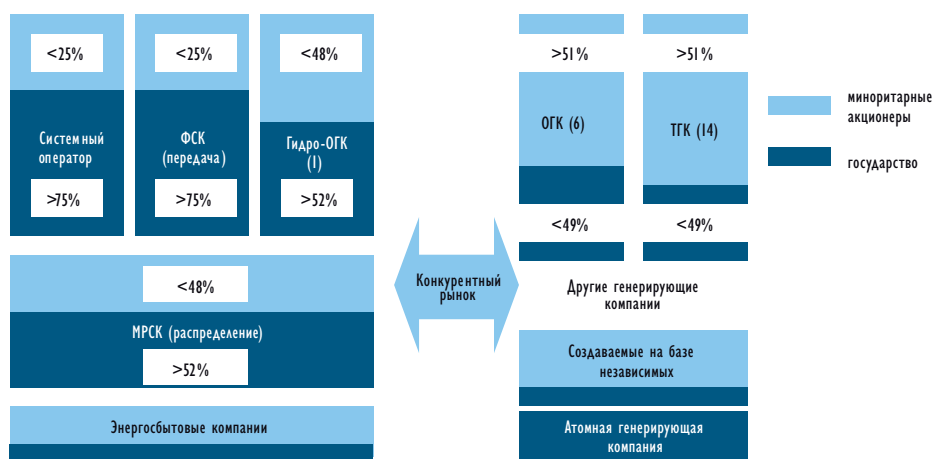 <25%
Системный
оператор
>75%
<25%
ФСК
(передача)
>75%
<48%
Гидро-ОГК
(1)
>52%
<48%
МРСК (распределение)
>52%
Энергосбытовые компании
Конкурентный
рынок
>51%
ОГК (6)
<49%
>51%
ТГК (14)
<49%
Другие генерирующие
компании
Создаваемые на базе
независимых
Атомная генерирующая
компания
миноритарные
акционеры
государство